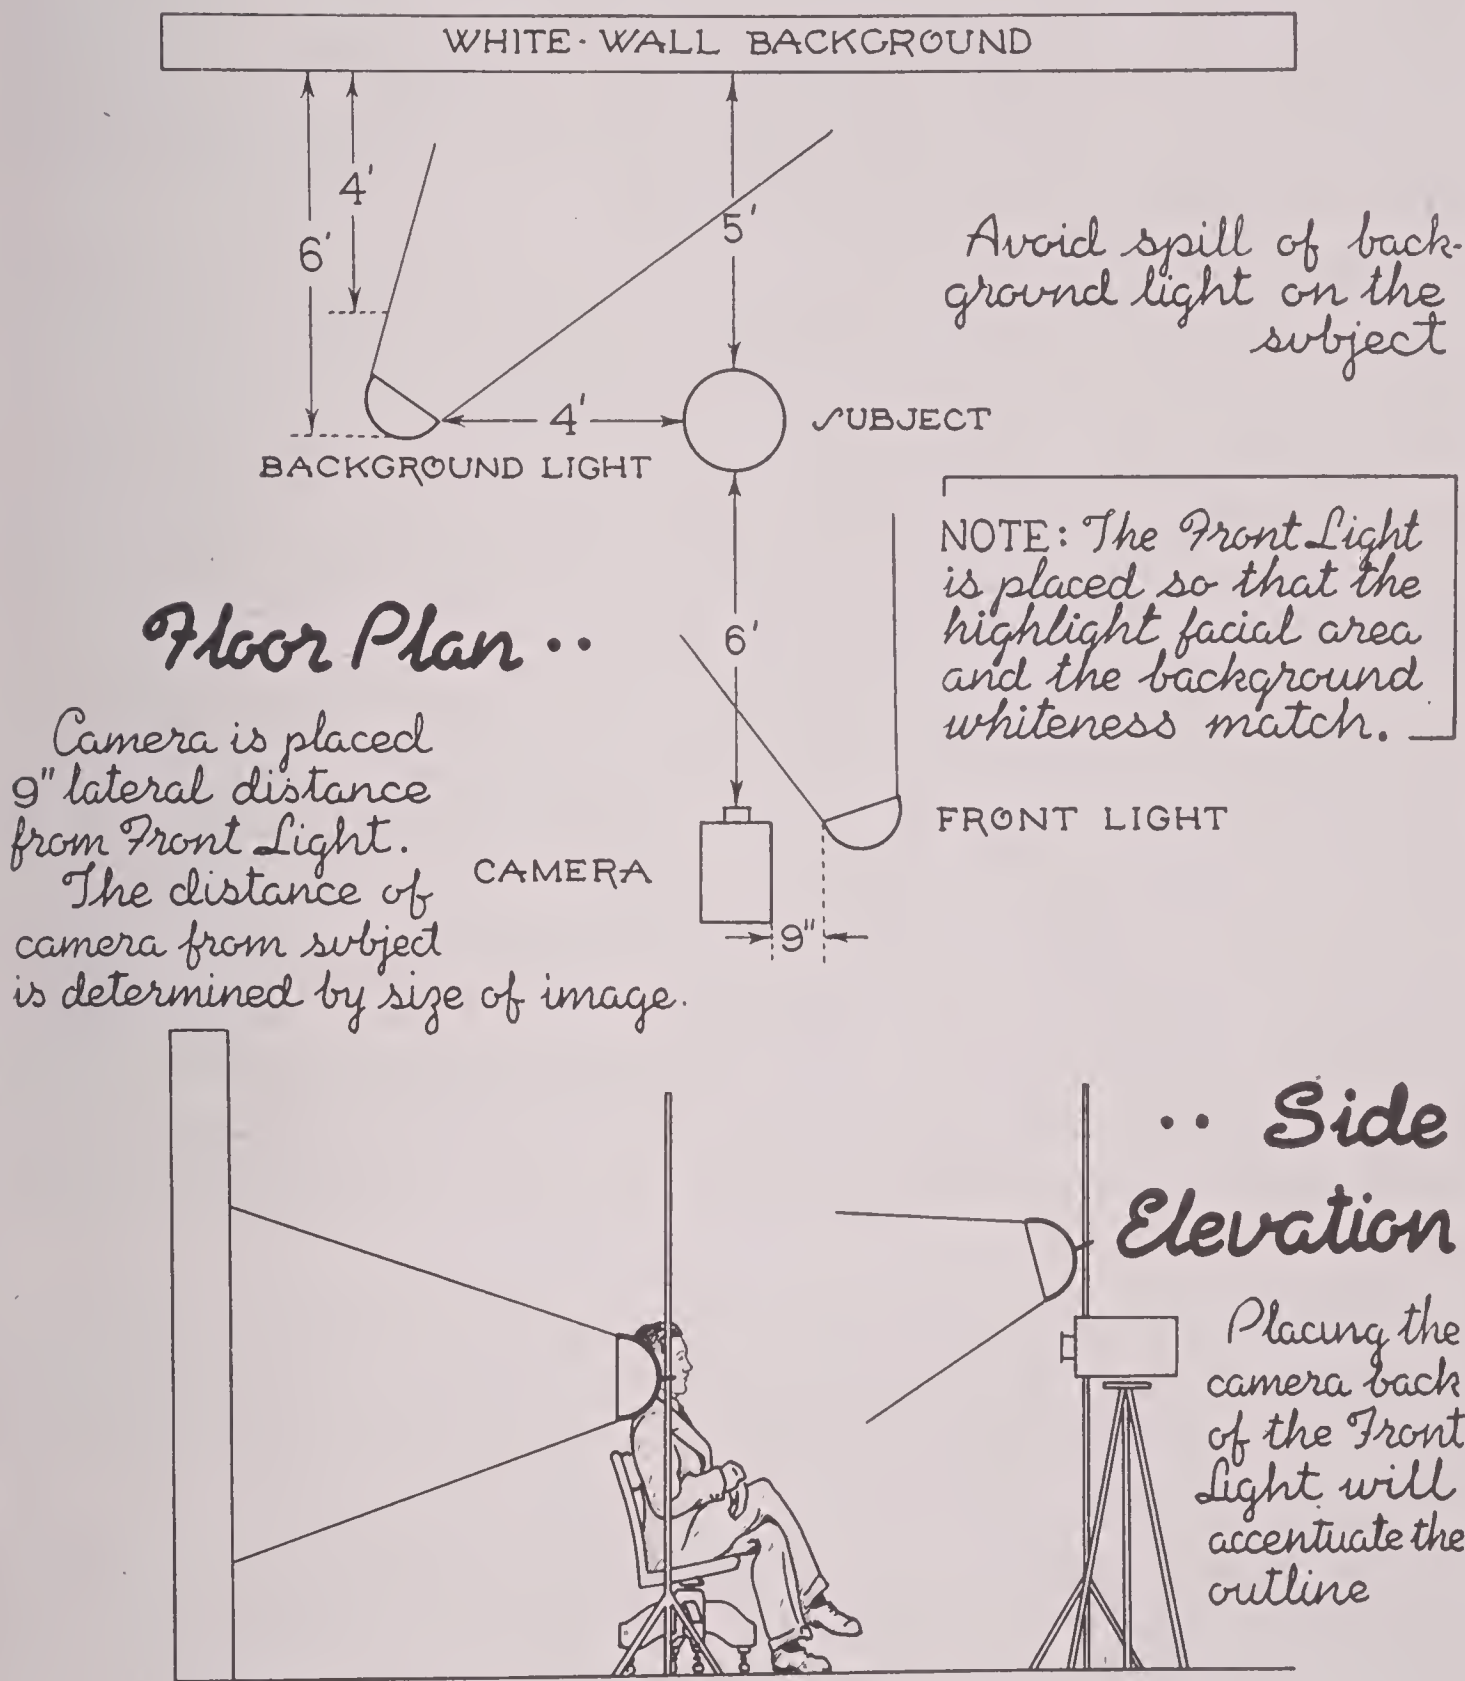 WHITE·WALL BACKGROUND
4'
6'
5'
Avoid spill of back-
ground light on the
subject
4'
SUBJECT
BACKGROUND LIGHT
NOTE: The Front Light
is placed so that the
highlight facial area
and the background
whiteness match.
6'
Floor Plan ··
Camera is placed
9" lateral distance
from Front Light.
The distance of
camera from subject
is determined by size of image.
FRONT LIGHT
CAMERA
9"
·· Side
Elevation
Placing the
camera back
of the Front
Light will
accentuate the
outline